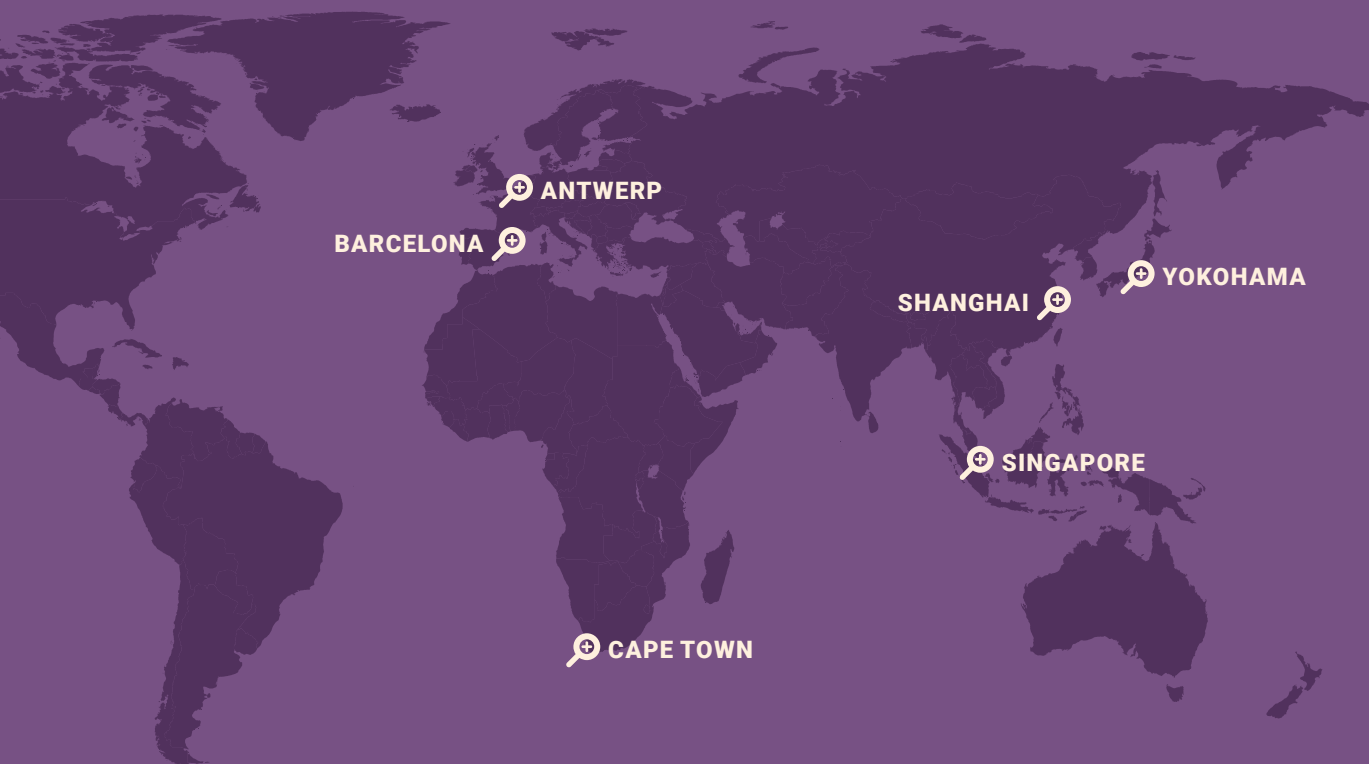 ANTWERP
BARCELONA
YOKOHAMA
SHANGHAI
SINGAPORE
CAPE TOWN